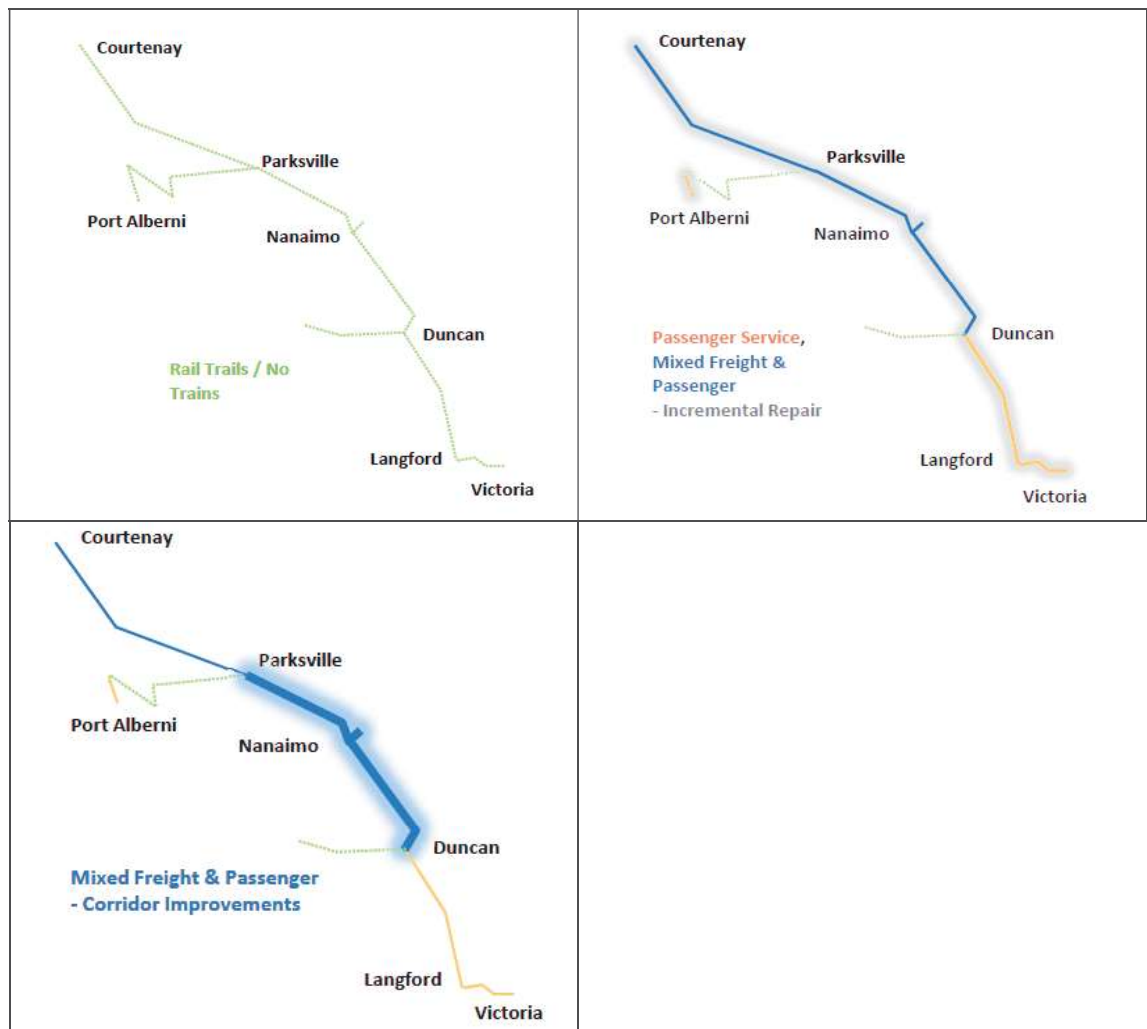 Courtenay
Parksville
Port Alberni
Nanaimo
Duncan
Rail Trails / No
Trains
Langford
Victoria
Courtenay
Parksville
Port Alberni
Nanaimo
Duncan
Passenger Service,
Mixed Freight &
Passenger
- Incremental Repair
Langford
Victoria
Courtenay
Parksville
Port Alberni
Nanaimo
Duncan
Mixed Freight & Passenger
- Corridor Improvements
Langford
Victoria